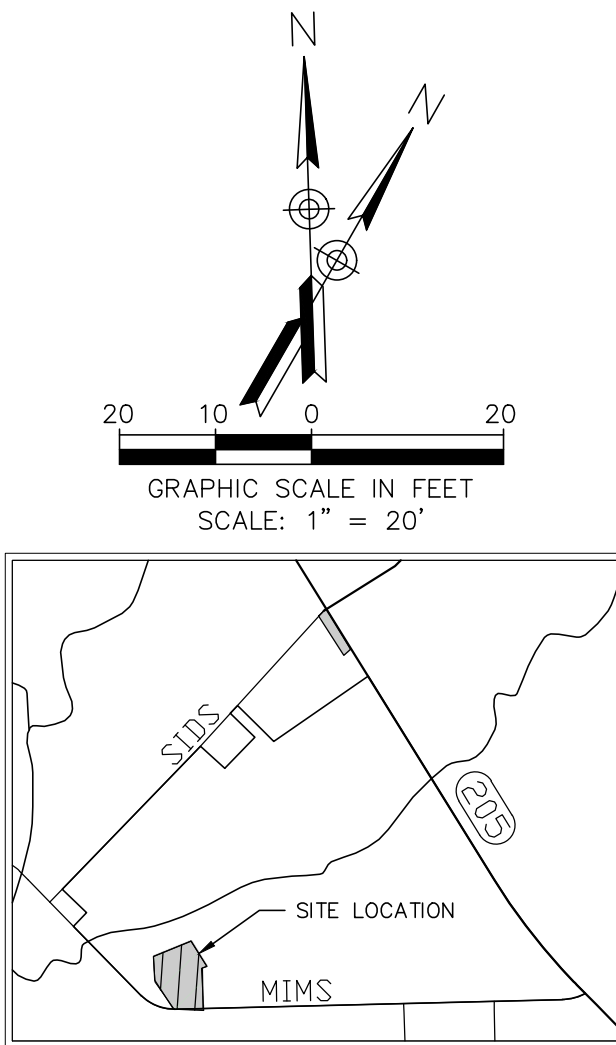 N
N
20 10 0 20
GRAPHIC SCALE IN FEET
SCALE: 1" = 20'
SIDS
205
SITE LOCATION
MIMS